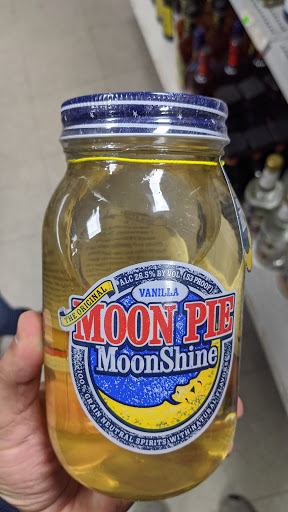 ALC 26.5% BY VOL (53 PROOF)
VANILLA
THE ORIGINAL
MOON PIE
MoonShine
100% GRAIN NEUTRAL SPIRITS WITH NATURAL